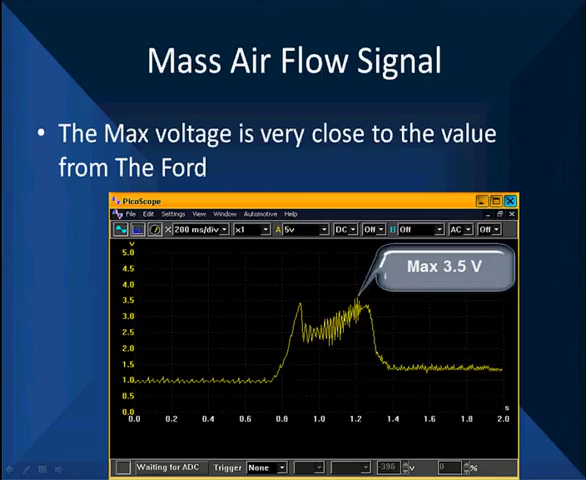 Mass Air Flow Signal
• The Max voltage is very close to the value
from The Ford
PicoScope
File Edit Settings View Window Automotive Help
200 ms/div x1 A 5v DC Off B Off AC Off
V
5.0
4.5
4.0
Max 3.5 V
3.5
3.0
2.5
2.0
1.5
1.0
0.5
0.0
0.0 0.2 0.4 0.6 0.8 1.0 1.2 1.4 1.6 1.8 2.0
s
Waiting for ADC Trigger None -396 V 0 %